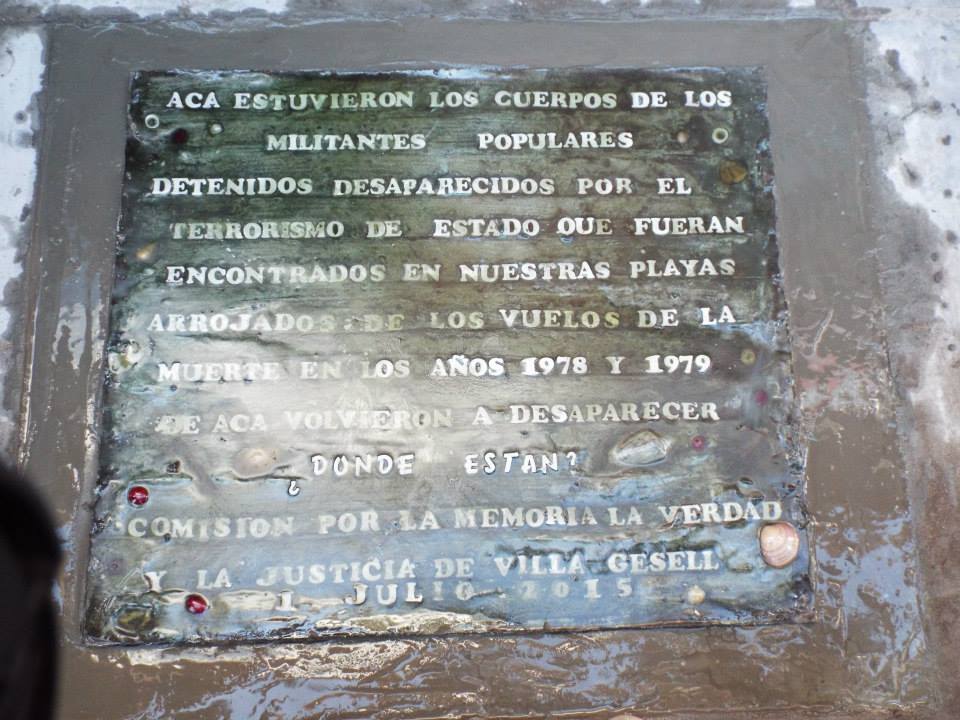 ACA ESTUVIERON LOS CUERPOS DE LOS
MILITANTES POPULARES
DETENIDOS DESAPARECIDOS POR EL
TERRORISMO DE ESTADO QUE FUERAN
ENCONTRADOS EN NUESTRAS PLAYAS
ARROJADOS DE LOS VUELOS DE LA
MUERTE EN LOS AÑOS 1978 Y 1979
DE ACA VOLVIERON A DESAPARECER
¿DONDE ESTAN?
COMISION POR LA MEMORIA LA VERDAD
Y LA JUSTICIA DE VILLA GESELL
1 JULIO 2015